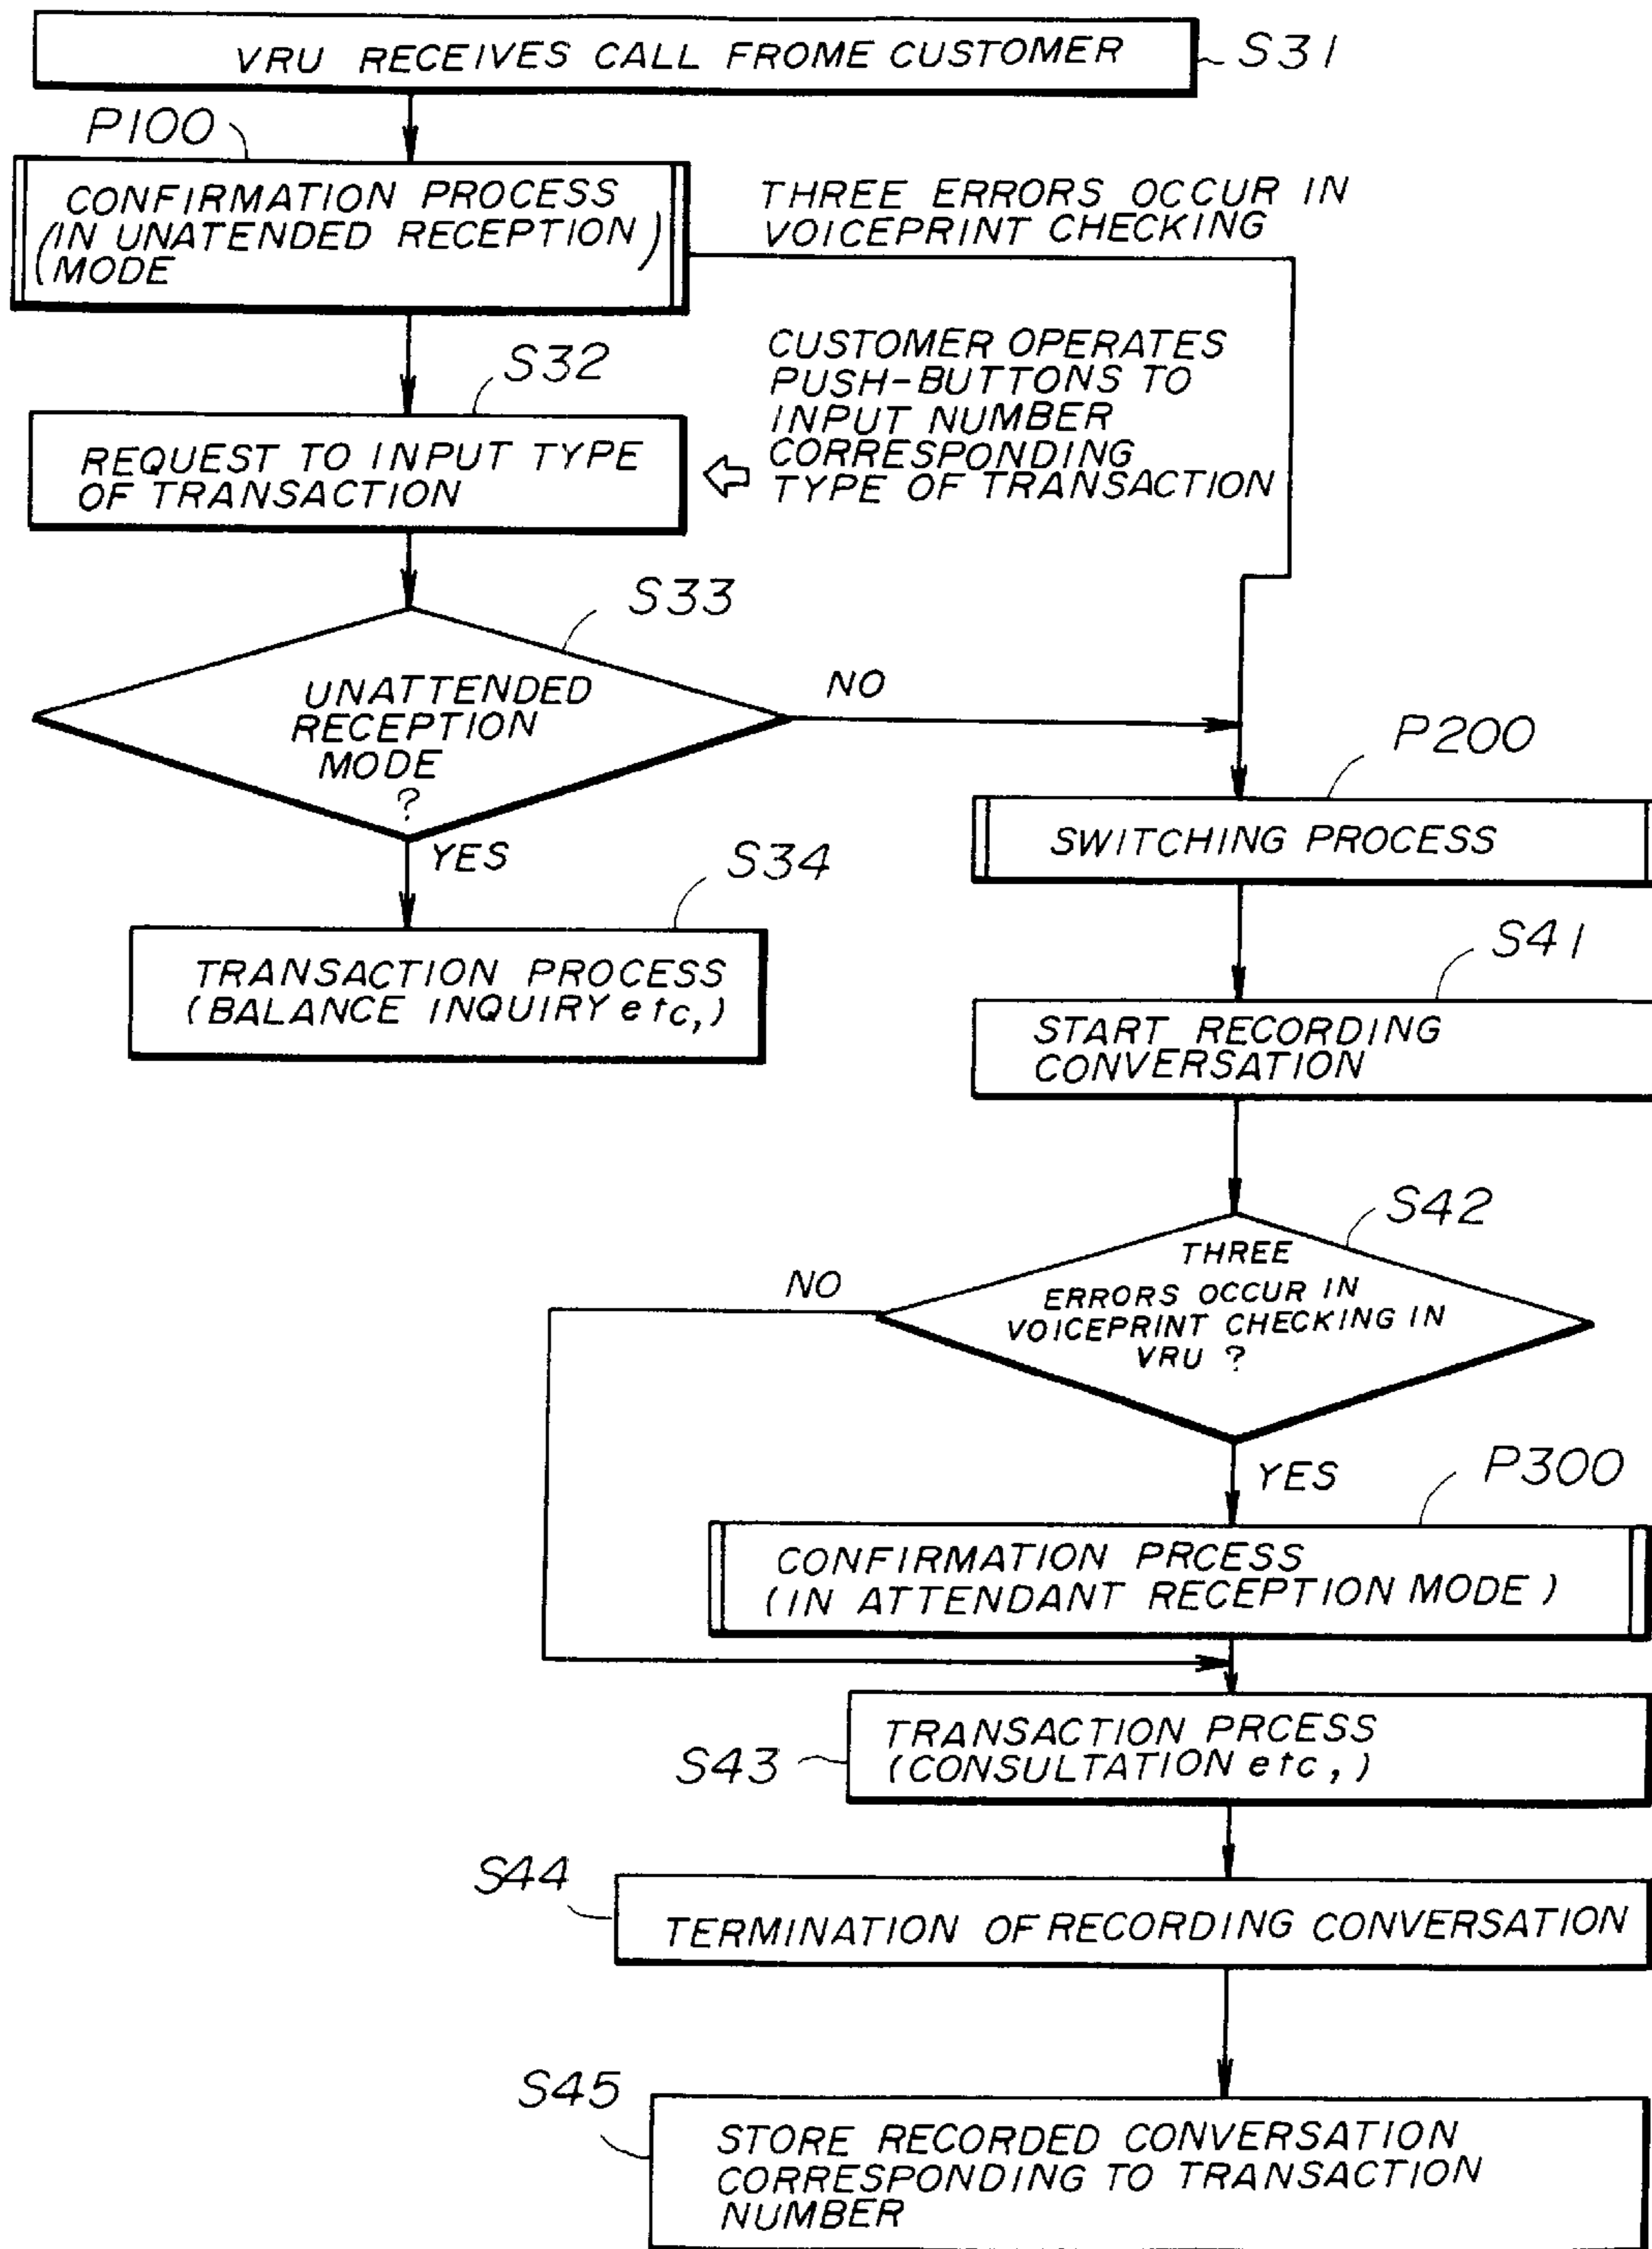 VRU RECEIVES CALL FROME CUSTOMER
S31
P100
CONFIRMATION PROCESS
(IN UNATENDED RECEPTION)
MODE
THREE ERRORS OCCUR IN
VOICEPRINT CHECKING
S32
CUSTOMER OPERATES
PUSH-BUTTONS TO
INPUT NUMBER
CORRESPONDING
TYPE OF TRANSACTION
REQUEST TO INPUT TYPE
OF TRANSACTION
S33
UNATTENDED
RECEPTION
MODE
?
NO
YES
P200
SWITCHING PROCESS
S34
TRANSACTION PROCESS
(BALANCE INQUIRY etc,)
S41
START RECORDING
CONVERSATION
S42
THREE
ERRORS OCCUR IN
VOICEPRINT CHECKING IN
VRU ?
NO
YES
P300
CONFIRMATION PRCESS
(IN ATTENDANT RECEPTION MODE)
S43
TRANSACTION PRCESS
(CONSULTATION etc,)
S44
TERMINATION OF RECORDING CONVERSATION
S45
STORE RECORDED CONVERSATION
CORRESPONDING TO TRANSACTION
NUMBER